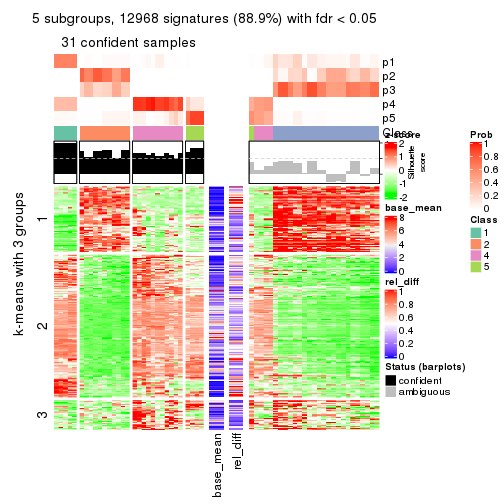 5 subgroups, 12968 signatures (88.9%) with fdr < 0.05
31 confident samples
p1
p2
p3
p4
p5
Class
Silhouette
score
k-means with 3 groups
1
2
3
base_mean
rel_diff
z-score
2
1
0
-1
-2
base_mean
8
6
4
2
0
rel_diff
1
0.8
0.6
0.4
0.2
0
Status (barplots)
confident
ambiguous
Prob
1
0.8
0.6
0.4
0.2
0
Class
1
2
4
5